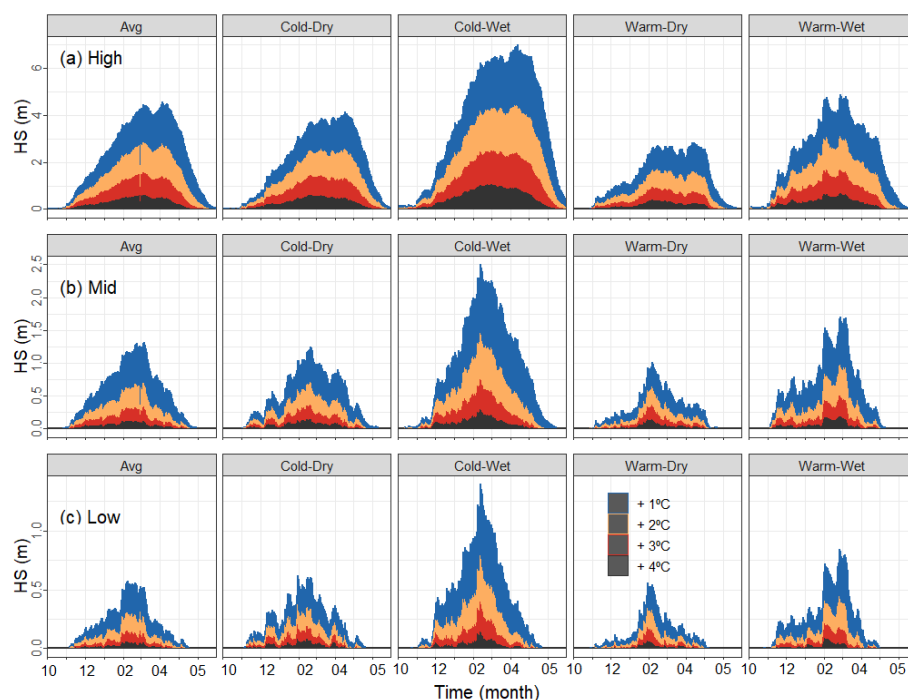 Avg Cold-Dry Cold-Wet Warm-Dry Warm-Wet
(a) High
HS (m)
6
4
2
0
Avg Cold-Dry Cold-Wet Warm-Dry Warm-Wet
(b) Mid
HS (m)
2.5
2.0
1.5
1.0
0.5
0.0
Avg Cold-Dry Cold-Wet Warm-Dry Warm-Wet
(c) Low
HS (m)
1.0
0.5
0.0
+ 1ºC
+ 2ºC
+ 3ºC
+ 4ºC
10 12 02 04 05 10 12 02 04 05 10 12 02 04 05 10 12 02 04 05 10 12 02 04 05
Time (month)